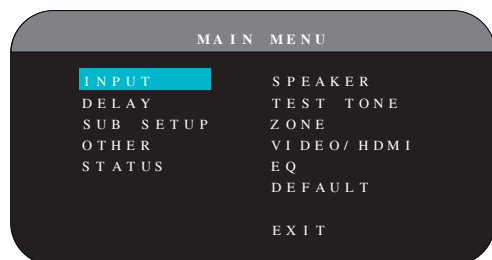 MAIN MENU
INPUT
DELAY
SUB SETUP
OTHER
STATUS
SPEAKER
TEST TONE
ZONE
VIDEO/HDMI
EQ
DEFAULT
EXIT